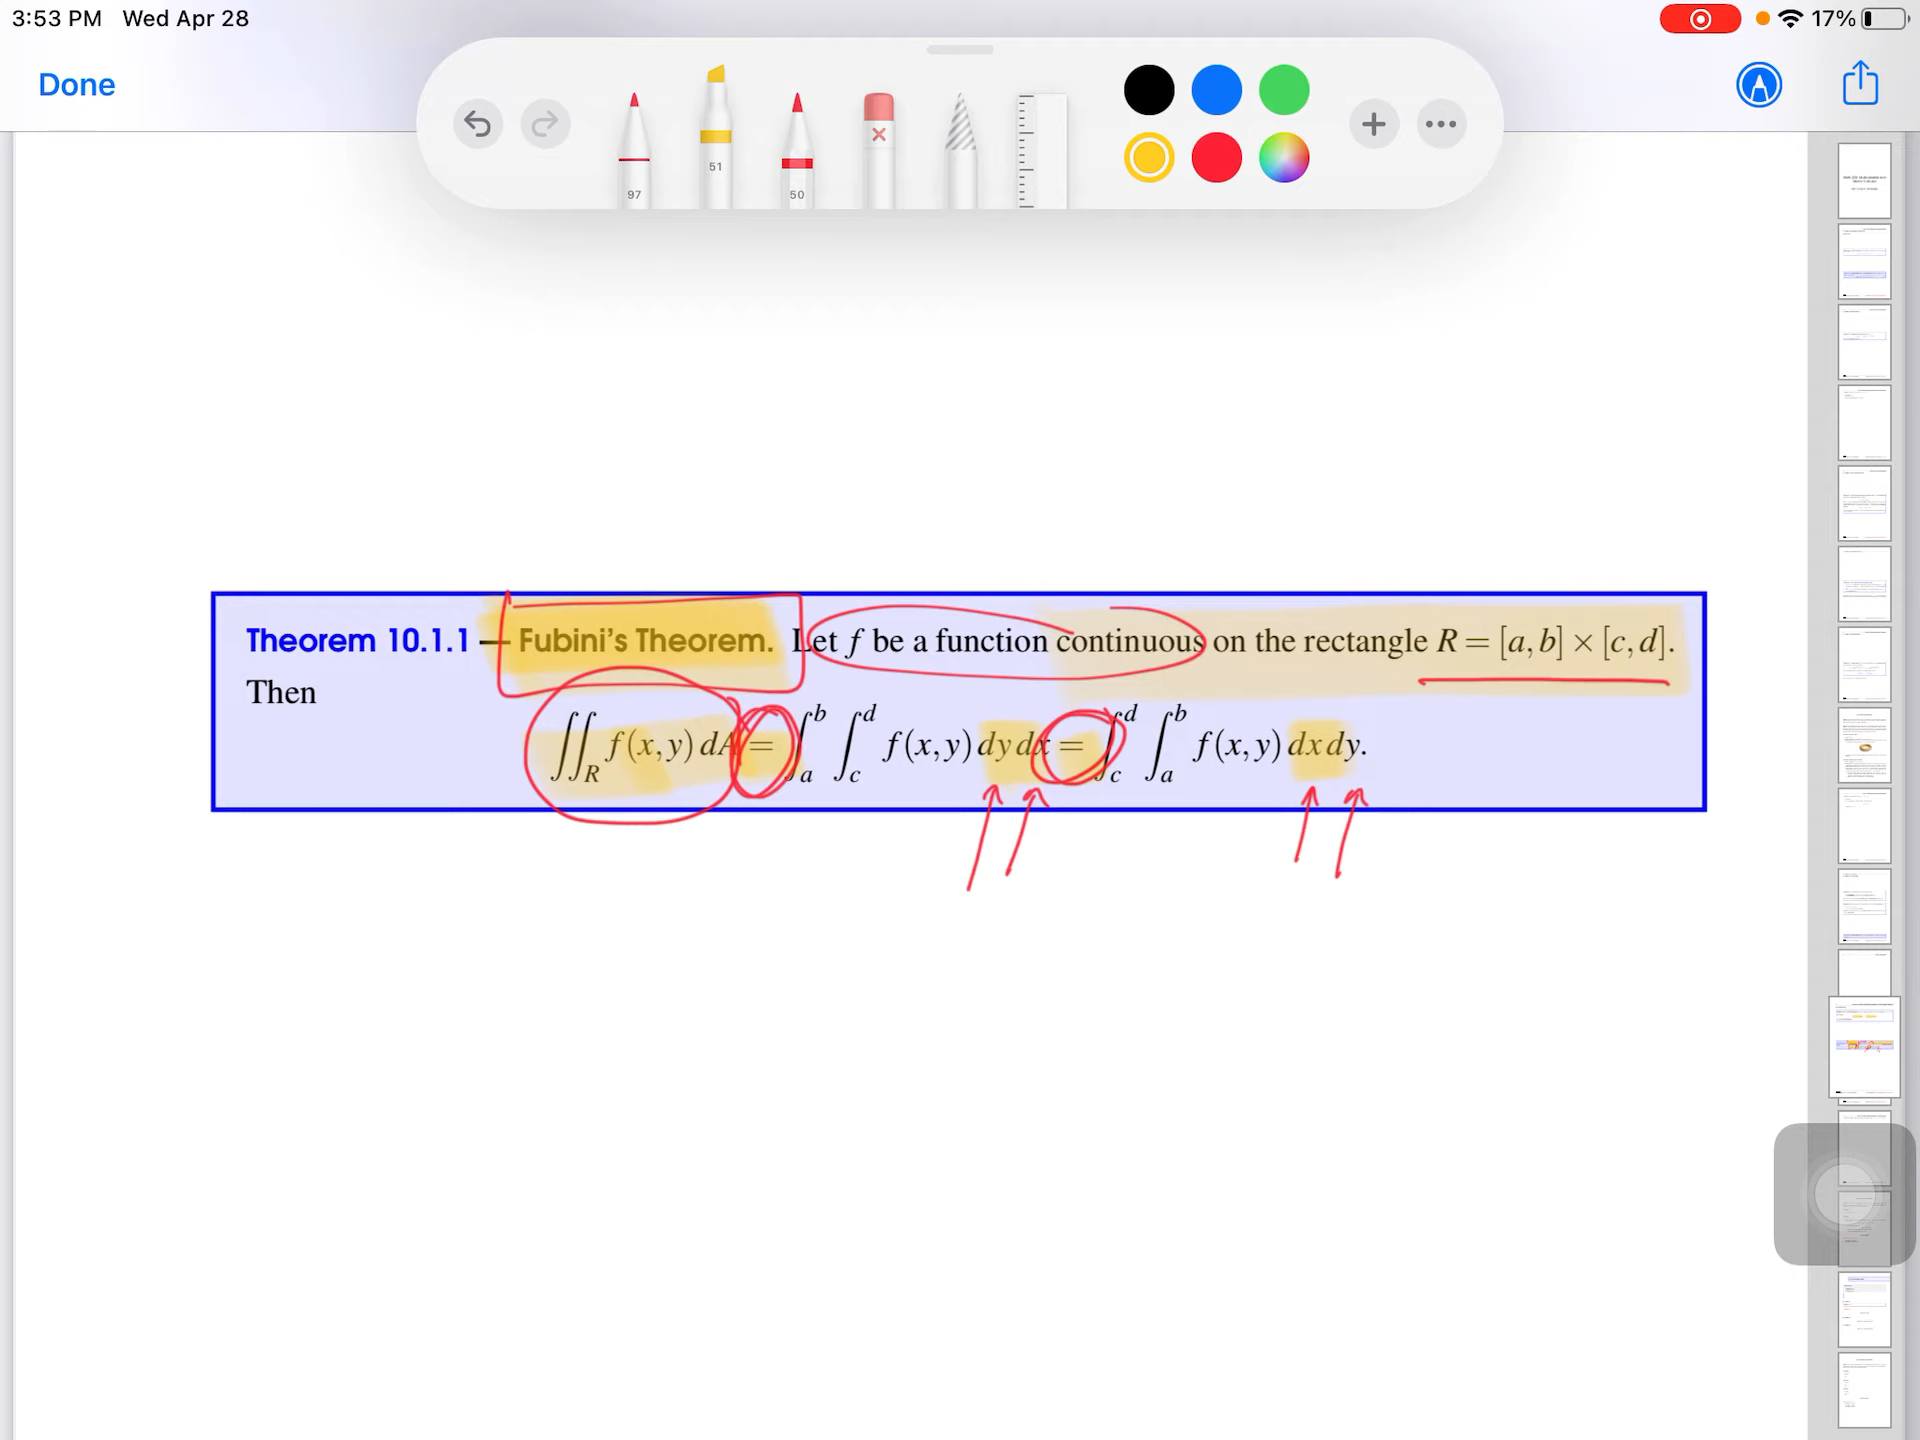 3:53 PM Wed Apr 28
17%
Done
97
51
50
Theorem 10.1.1 — Fubini's Theorem. Let f be a function continuous on the rectangle R = [a,b] × [c,d].
Then
∬_R f(x,y) dA = ∫_a^b ∫_c^d f(x,y) dy dx = ∫_c^d ∫_a^b f(x,y) dx dy.